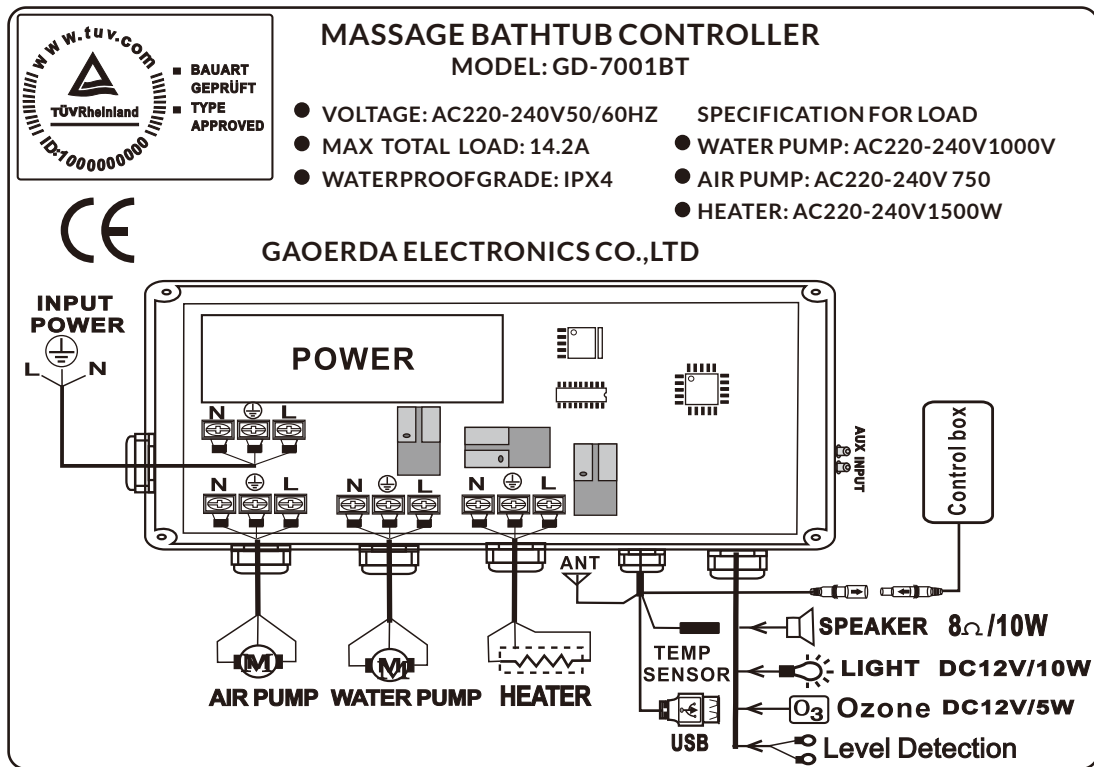 www.tuv.com
TÜVRheinland
ID:1000000000
■ BAUART
GEPRÜFT
■ TYPE
APPROVED
CE
MASSAGE BATHTUB CONTROLLER
MODEL: GD-7001BT
● VOLTAGE: AC220-240V50/60HZ
● MAX TOTAL LOAD: 14.2A
● WATERPROOFGRADE: IPX4
SPECIFICATION FOR LOAD
● WATER PUMP: AC220-240V1000V
● AIR PUMP: AC220-240V 750
● HEATER: AC220-240V1500W
GAOERDA ELECTRONICS CO.,LTD
INPUT
POWER
L N
POWER
N L
N L
N L
N L
AUX INPUT
Control box
ANT
M
AIR PUMP
M
WATER PUMP
HEATER
TEMP
SENSOR
USB
SPEAKER 8Ω/10W
LIGHT DC12V/10W
O3 Ozone DC12V/5W
Level Detection